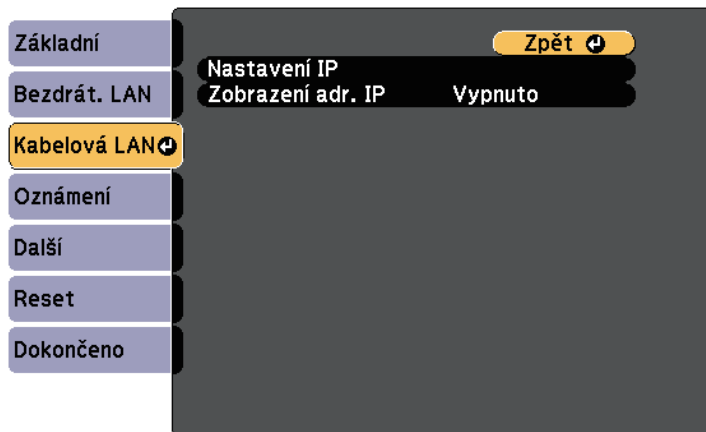 Základní
Bezdrát. LAN
Kabelová LAN
Oznámení
Další
Reset
Dokončeno
Zpět
Nastavení IP
Zobrazení adr. IP Vypnuto